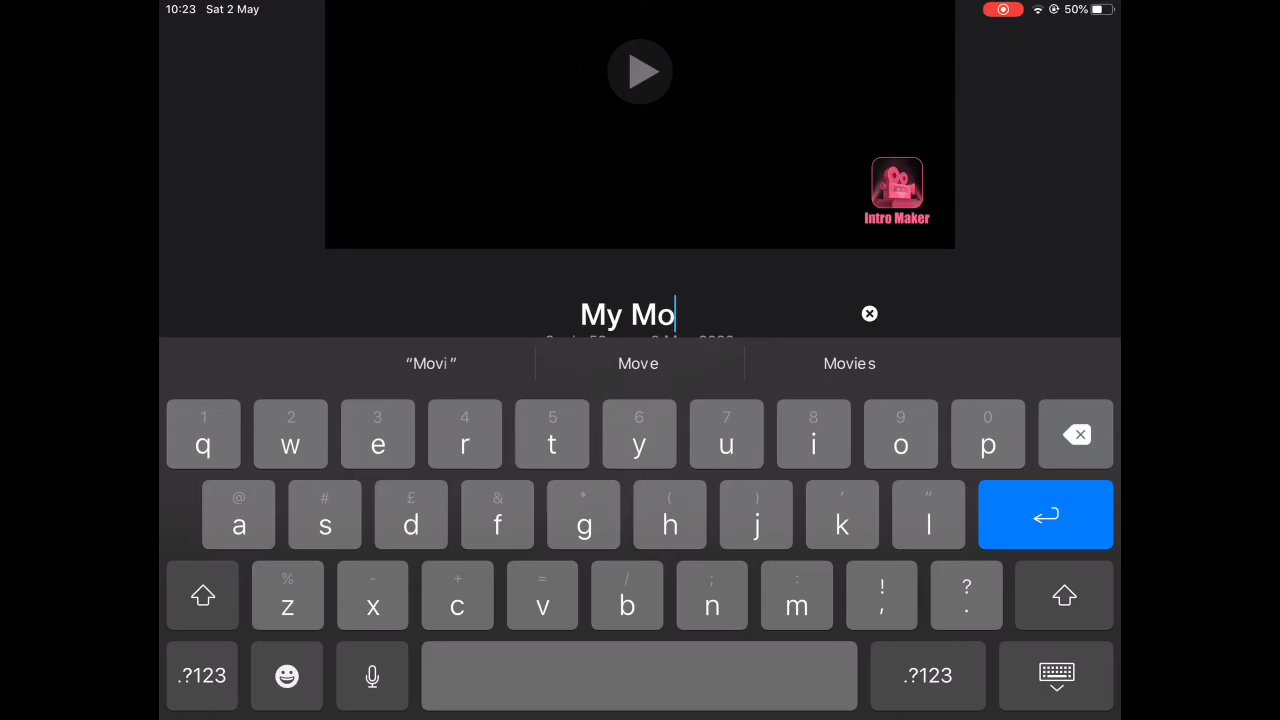 10:23 Sat 2 May 50%
Intro Maker
My Mo
“Movi” Move Movies
1 2 3 4 5 6 7 8 9 0
q w e r t y u i o p
@ # £ & * ( ) ' "
a s d f g h j k l
% - + = / ; : ! ?
z x c v b n m , .
.?123 .?123